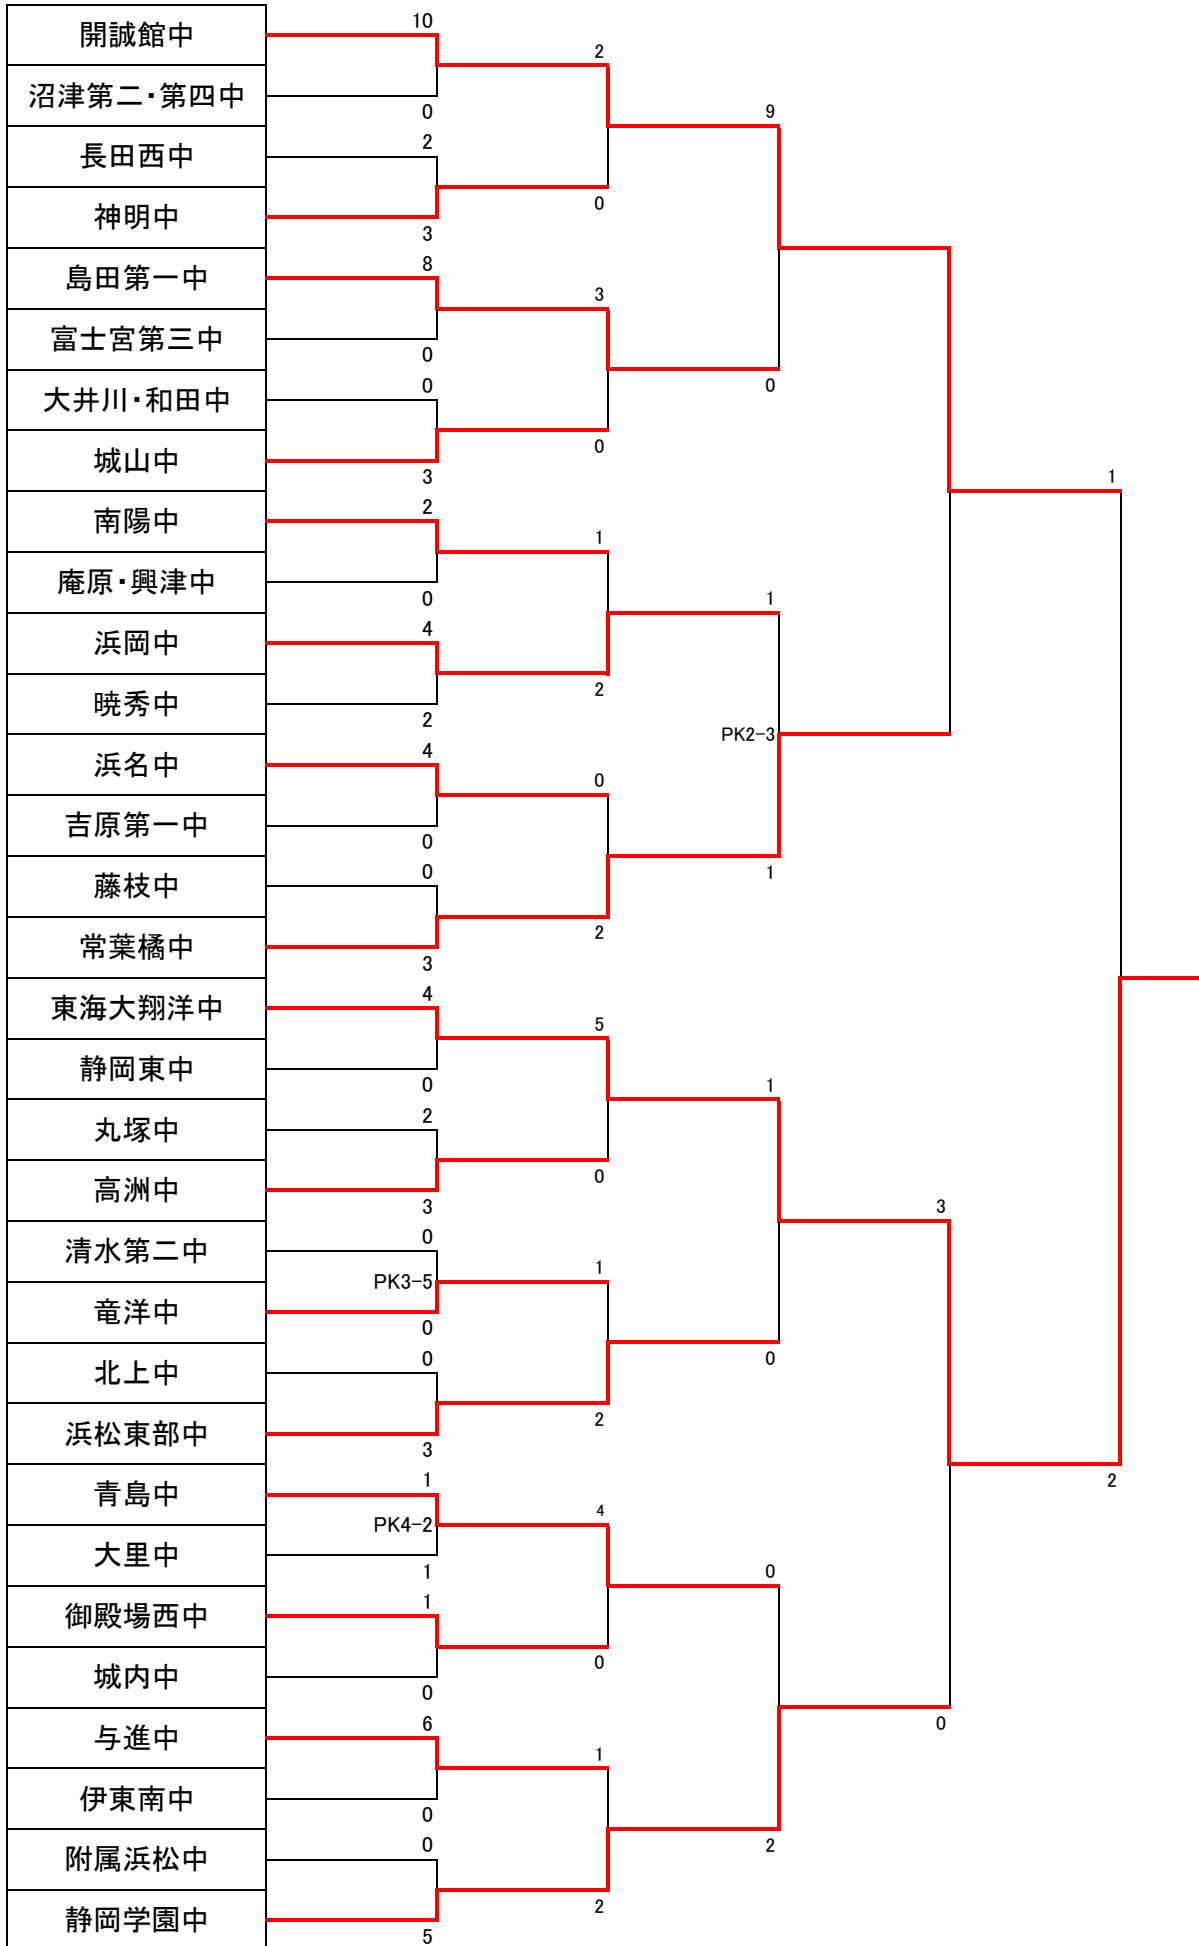 開誠館中
沼津第二・第四中
長田西中
神明中
島田第一中
富士宮第三中
大井川・和田中
城山中
南陽中
庵原・興津中
浜岡中
暁秀中
浜名中
吉原第一中
藤枝中
常葉橘中
東海大翔洋中
静岡東中
丸塚中
高洲中
清水第二中
竜洋中
北上中
浜松東部中
青島中
大里中
御殿場西中
城内中
与進中
伊東南中
附属浜松中
静岡学園中
10
0
2
3
8
0
0
3
2
0
4
2
4
0
0
3
4
0
2
3
0
PK3-5
0
0
3
1
PK4-2
1
1
0
6
0
0
5
2
0
3
0
1
2
0
2
5
0
1
2
4
0
1
2
9
0
1
PK2-3
1
1
0
0
2
3
0
1
2